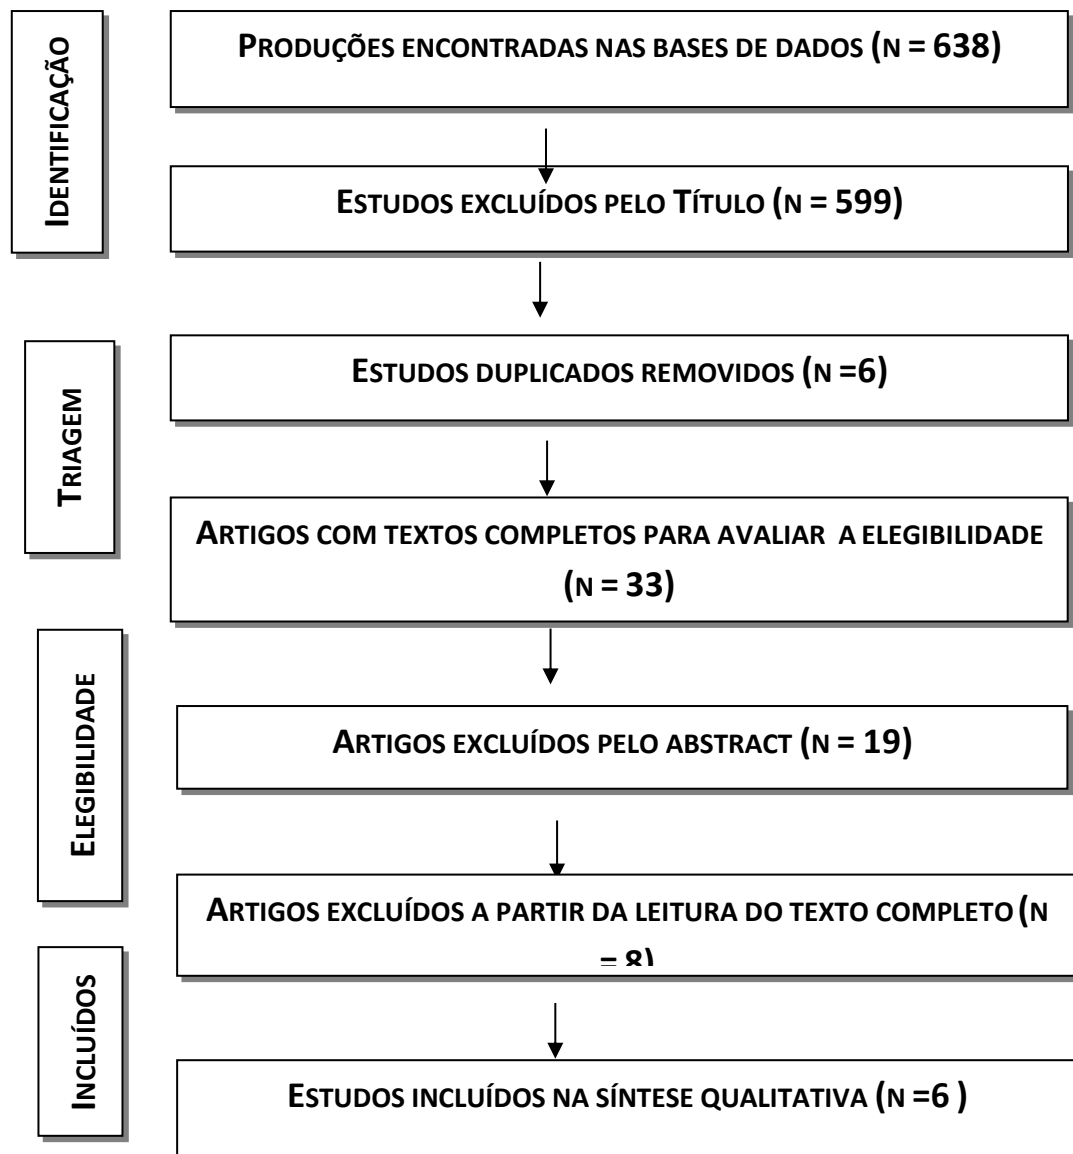 IDENTIFICAÇÃO
PRODUÇÕES ENCONTRADAS NAS BASES DE DADOS (N = 638)
ESTUDOS EXCLUÍDOS PELO TÍTULO (N = 599)
TRIAGEM
ESTUDOS DUPLICADOS REMOVIDOS (N =6)
ARTIGOS COM TEXTOS COMPLETOS PARA AVALIAR A ELEGIBILIDADE
(N = 33)
ELEGIBILIDADE
ARTIGOS EXCLUÍDOS PELO ABSTRACT (N = 19)
ARTIGOS EXCLUÍDOS A PARTIR DA LEITURA DO TEXTO COMPLETO (N
= 8)
INCLUÍDOS
ESTUDOS INCLUÍDOS NA SÍNTESE QUALITATIVA (N =6 )